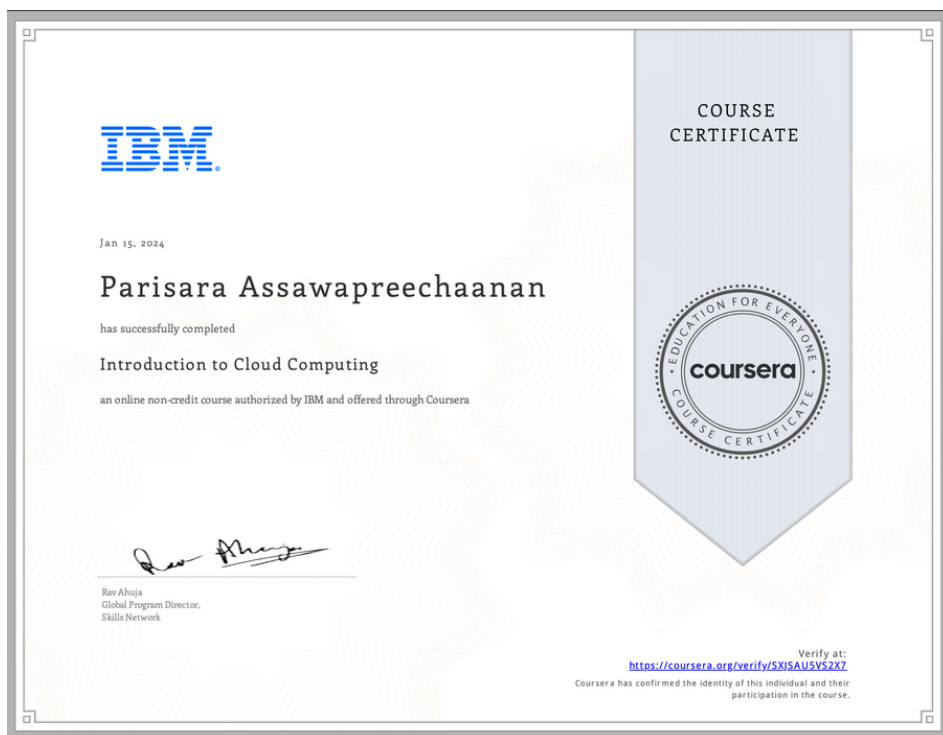 COURSE
CERTIFICATE
IBM
Jan 15, 2024
Parisara Assawapreechaanan
has successfully completed
Introduction to Cloud Computing
an online non-credit course authorized by IBM and offered through Coursera
EDUCATION FOR EVERYONE
coursera
COURSE CERTIFICATE
Rav Ahuja
Rav Ahuja
Global Program Director,
Skills Network
Verify at:
https://coursera.org/verify/SXJSAU5VS2X7
Coursera has confirmed the identity of this individual and their
participation in the course.